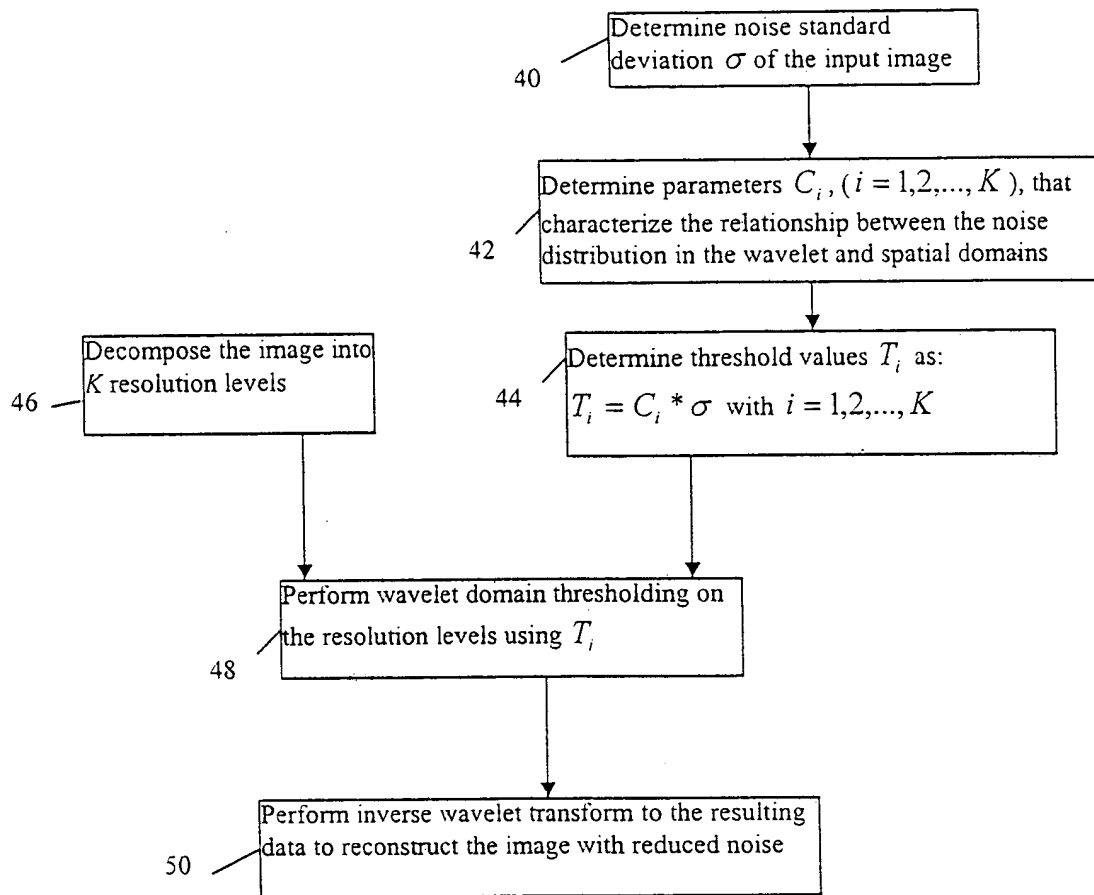 Determine noise standard
deviation σ of the input image
40
Determine parameters C_i, (i = 1,2,..., K), that
characterize the relationship between the noise
distribution in the wavelet and spatial domains
42
Decompose the image into
K resolution levels
46
Determine threshold values T_i as:
T_i = C_i * σ with i = 1,2,..., K
44
Perform wavelet domain thresholding on
the resolution levels using T_i
48
Perform inverse wavelet transform to the resulting
data to reconstruct the image with reduced noise
50